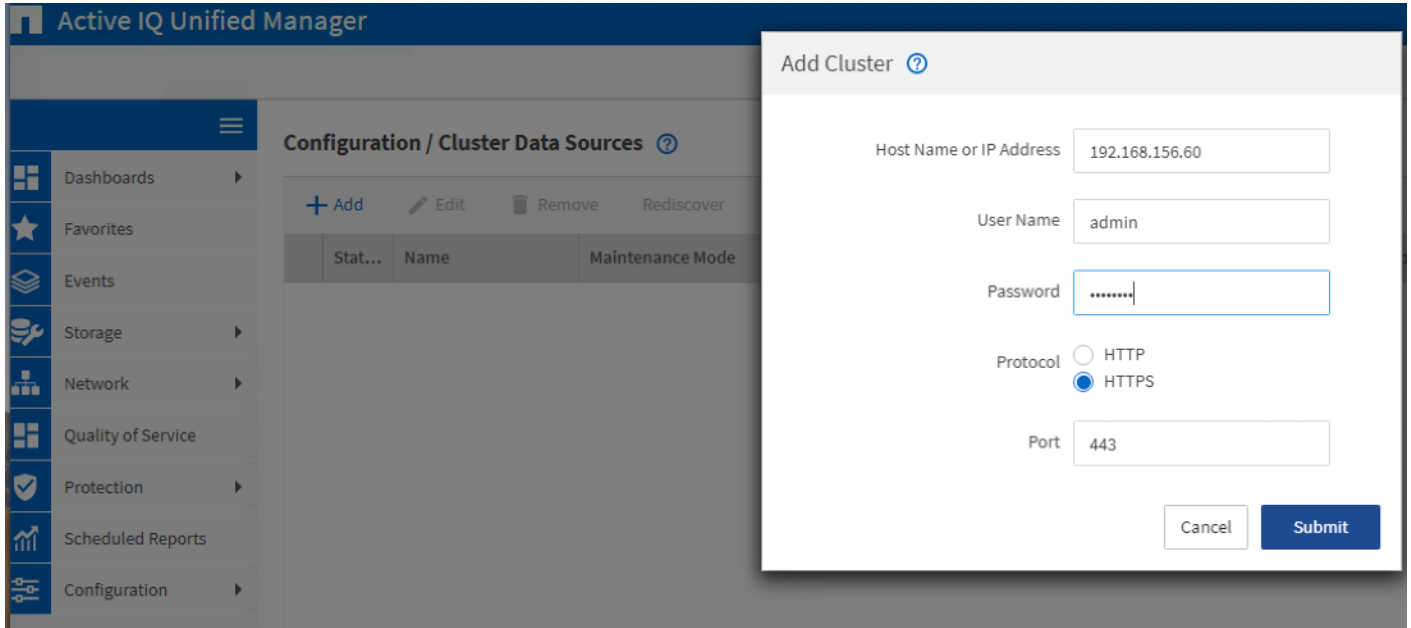 Active IQ Unified Manager
Add Cluster ?
Configuration / Cluster Data Sources ?
Add Edit Remove Rediscover
Stat... Name Maintenance Mode
Dashboards
Favorites
Events
Storage
Network
Quality of Service
Protection
Scheduled Reports
Configuration
Host Name or IP Address 192.168.156.60
User Name admin
Password ••••••••
Protocol HTTP
HTTPS
Port 443
Cancel Submit